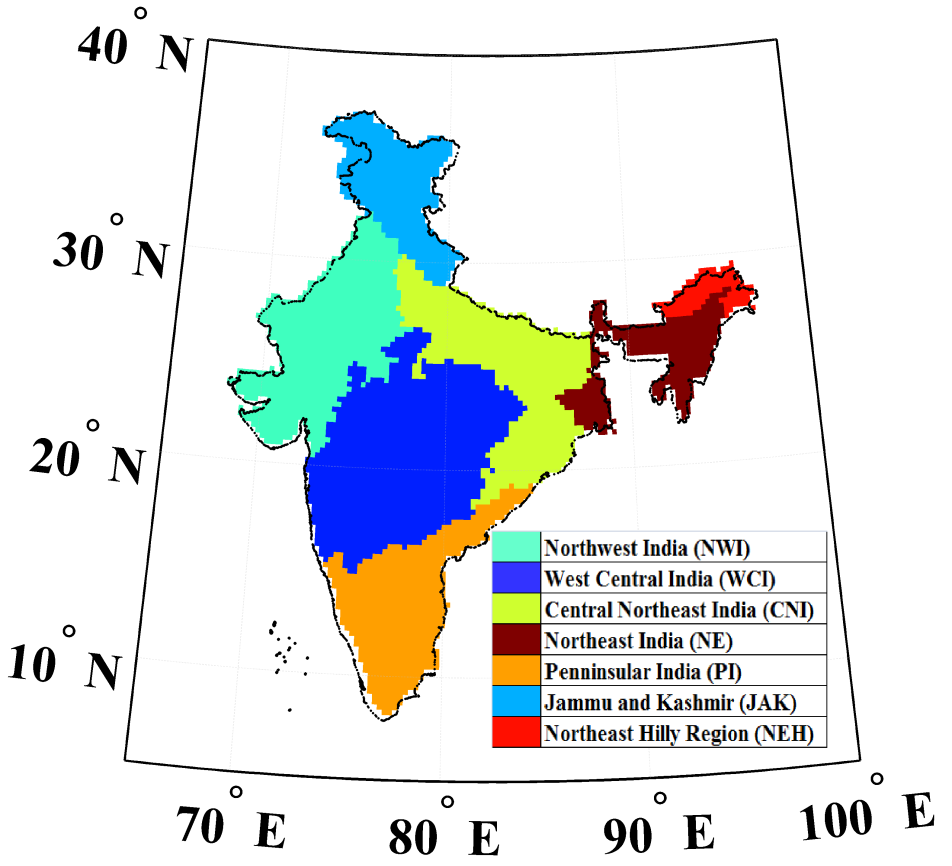 40° N
30° N
20° N
10° N
Northwest India (NWI)
West Central India (WCI)
Central Northeast India (CNI)
Northeast India (NE)
Penninsular India (PI)
Jammu and Kashmir (JAK)
Northeast Hilly Region (NEH)
70° E 80° E 90° E 100° E